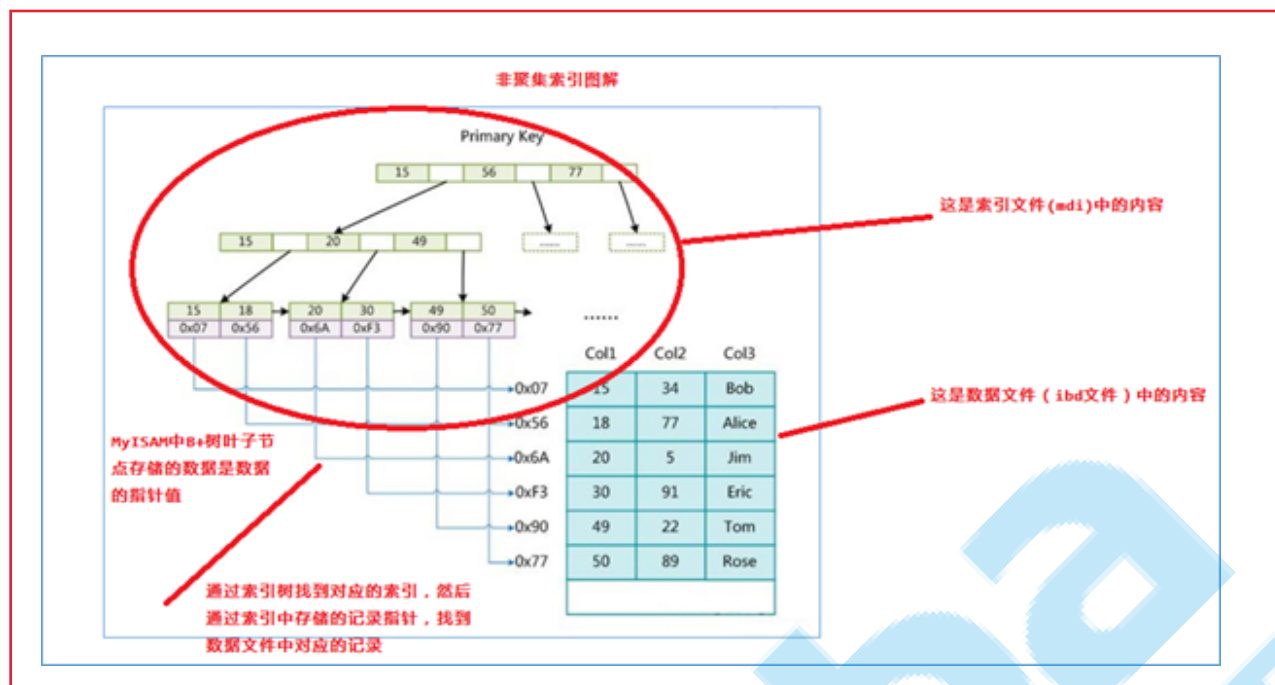 非聚集索引图解
Primary Key
15 56 77
这是索引文件(mdi)中的内容
15 20 49
...... ......
15 18 20 30 49 50
0x07 0x56 0x6A 0xF3 0x90 0x77
......
Col1 Col2 Col3
0x07 15 34 Bob
这是数据文件（ibd文件）中的内容
0x56 18 77 Alice
MyISAM中B+树叶子节
点存储的数据是数据
的指针值
0x6A 20 5 Jim
0xF3 30 91 Eric
0x90 49 22 Tom
0x77 50 89 Rose
通过索引树找到对应的索引，然后
通过索引中存储的记录指针，找到
数据文件中对应的记录